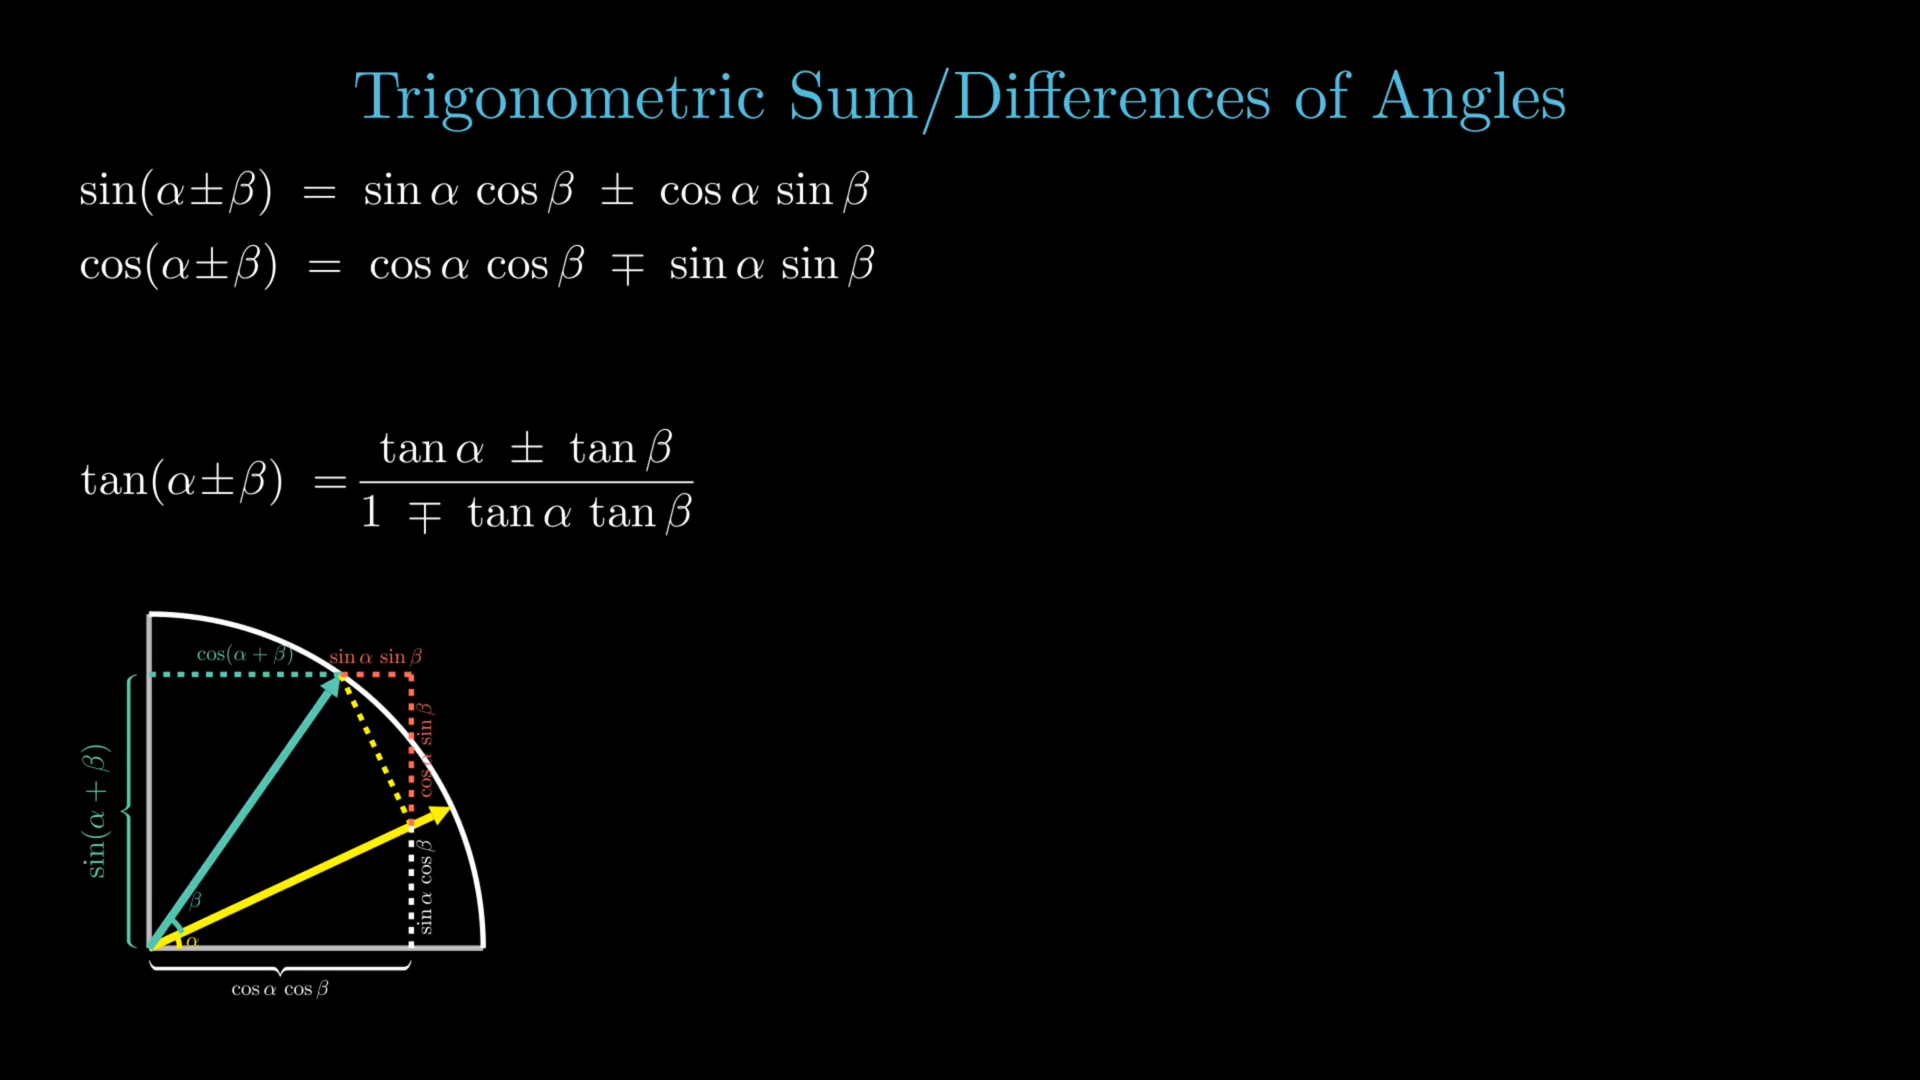 Trigonometric Sum/Differences of Angles
sin(α±β) = sin α cos β ± cos α sin β
cos(α±β) = cos α cos β ∓ sin α sin β
tan(α±β) = (tan α ± tan β)/(1 ∓ tan α tan β)
cos(α + β)
sin α sin β
cos α sin β
sin(α + β)
sin α cos β
β
α
cos α cos β